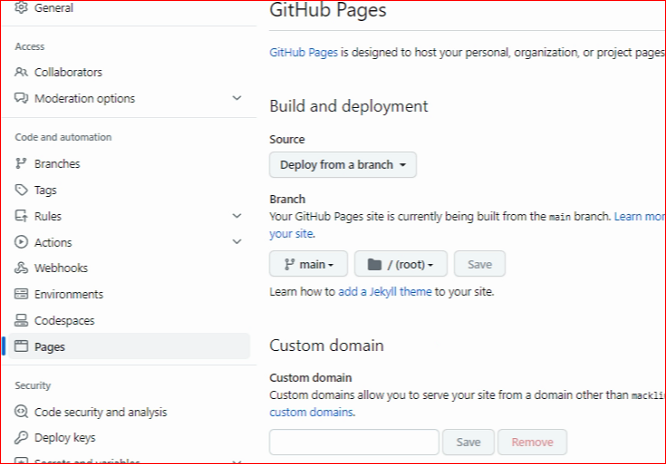 General
Access
Collaborators
Moderation options
Code and automation
Branches
Tags
Rules
Actions
Webhooks
Environments
Codespaces
Pages
Security
Code security and analysis
Deploy keys
Secrets and variables
GitHub Pages
GitHub Pages is designed to host your personal, organization, or project pages
Build and deployment
Source
Deploy from a branch
Branch
Your GitHub Pages site is currently being built from the main branch. Learn mor
your site.
main / (root) Save
Learn how to add a Jekyll theme to your site.
Custom domain
Custom domain
Custom domains allow you to serve your site from a domain other than mackli
custom domains.
Save Remove